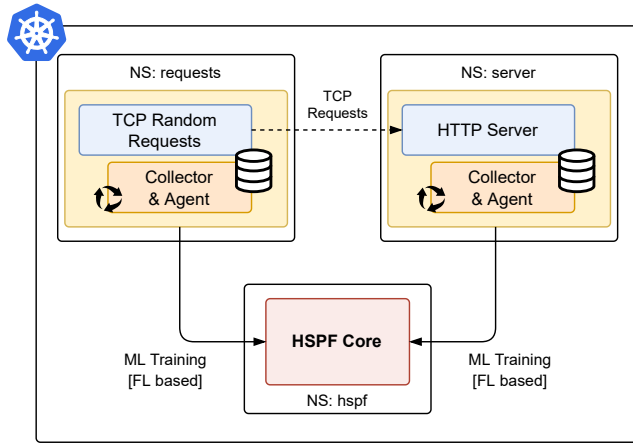 NS: requests
NS: server
TCP
Requests
TCP Random
Requests
HTTP Server
Collector
& Agent
Collector
& Agent
HSPF Core
ML Training
[FL based]
ML Training
[FL based]
NS: hspf